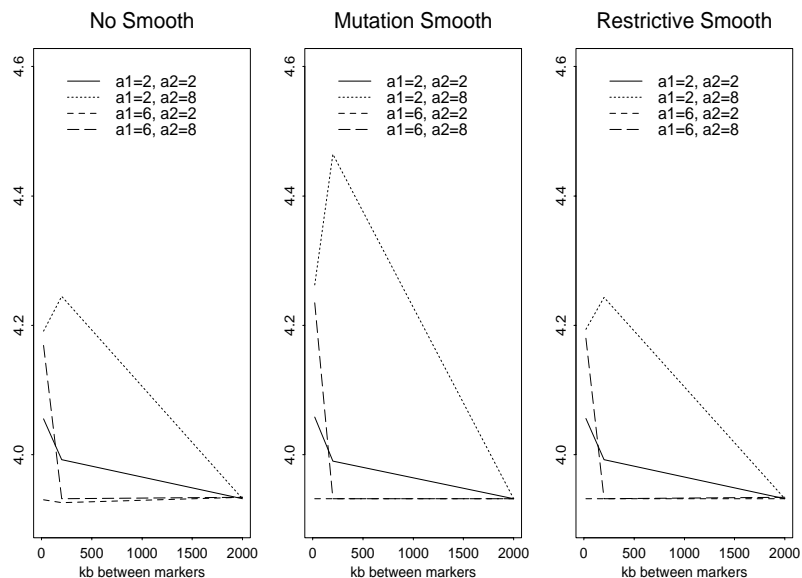 No Smooth
4.6
4.4
4.2
4.0
a1=2, a2=2
a1=2, a2=8
a1=6, a2=2
a1=6, a2=8
0 500 1000 1500 2000
kb between markers
Mutation Smooth
4.6
4.4
4.2
4.0
a1=2, a2=2
a1=2, a2=8
a1=6, a2=2
a1=6, a2=8
0 500 1000 1500 2000
kb between markers
Restrictive Smooth
4.6
4.4
4.2
4.0
a1=2, a2=2
a1=2, a2=8
a1=6, a2=2
a1=6, a2=8
0 500 1000 1500 2000
kb between markers